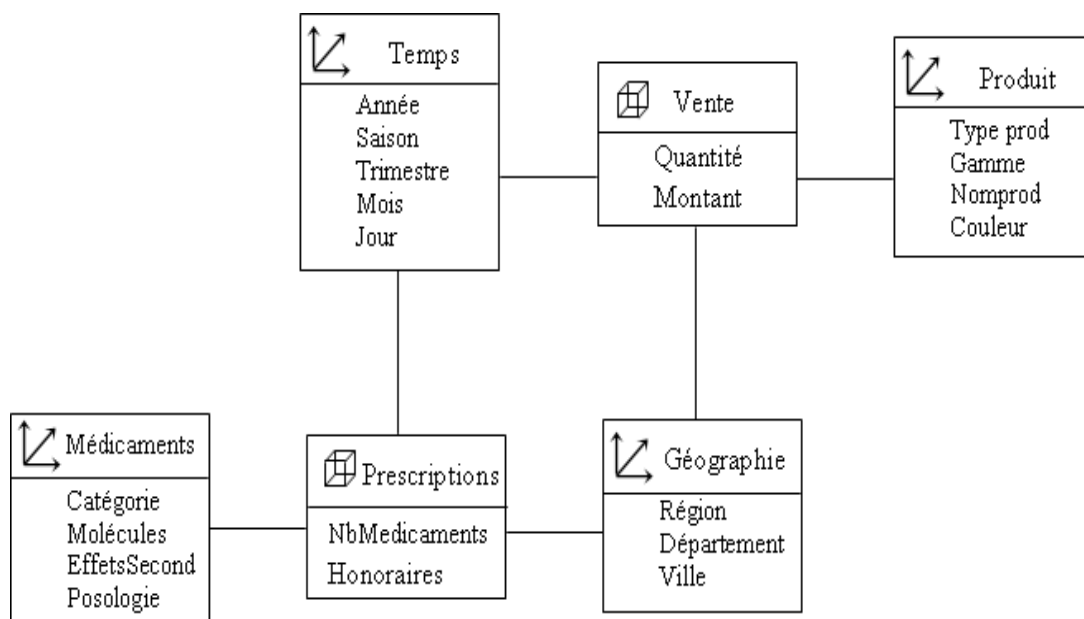 Temps
Année
Saison
Trimestre
Mois
Jour
Vente
Quantité
Montant
Produit
Type prod
Gamme
Nomprod
Couleur
Médicaments
Catégorie
Molécules
EffetsSecond
Posologie
Prescriptions
NbMedicaments
Honoraires
Géographie
Région
Département
Ville